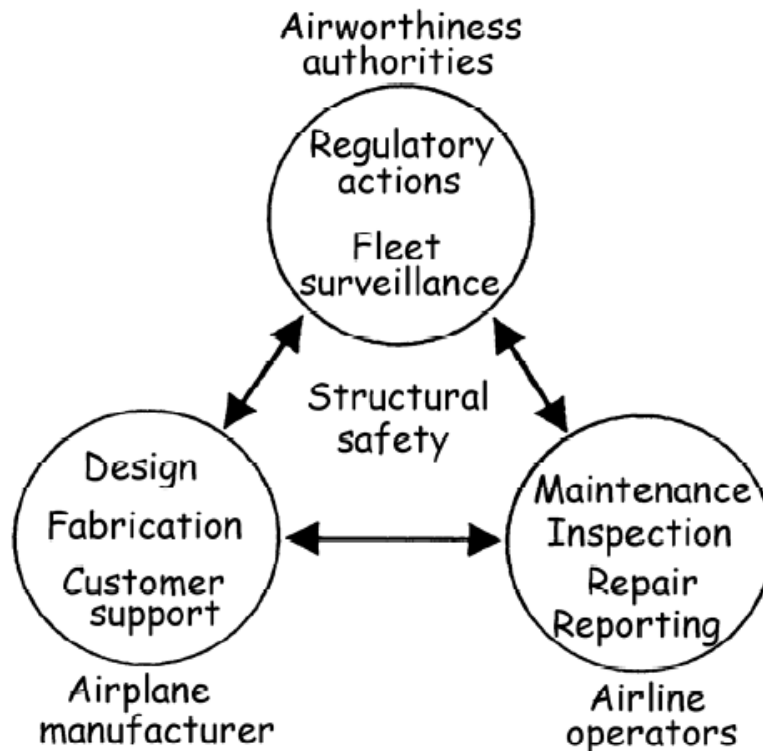 Airworthiness
authorities
Regulatory
actions
Fleet
surveillance
Structural
safety
Design
Fabrication
Customer
support
Airplane
manufacturer
Maintenance
Inspection
Repair
Reporting
Airline
operators